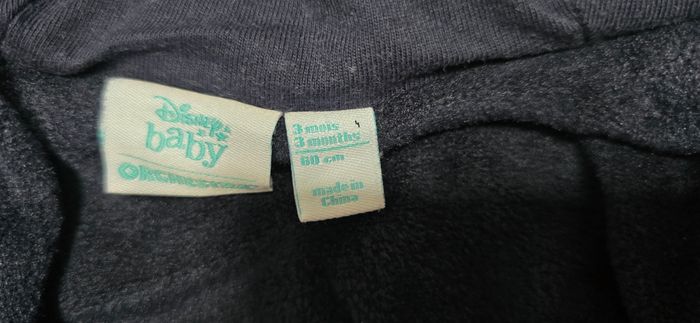 Disney
baby
3 mois
3 months
60 cm
made in
China